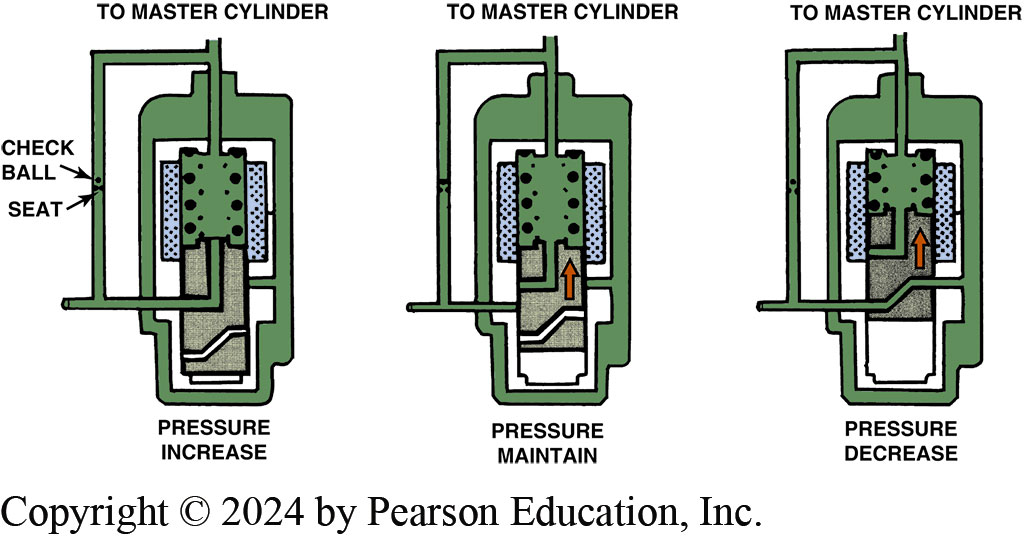 TO MASTER CYLINDER
TO MASTER CYLINDER
TO MASTER CYLINDER
CHECK
BALL
SEAT
PRESSURE
INCREASE
PRESSURE
MAINTAIN
PRESSURE
DECREASE
Copyright © 2024 by Pearson Education, Inc.